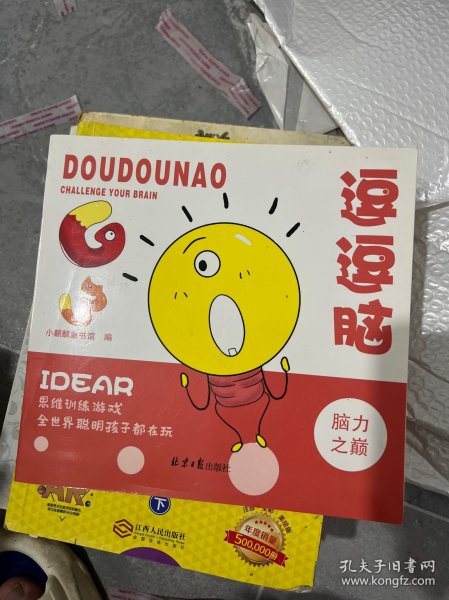 DOUDOUNAO
CHALLENGE YOUR BRAIN
逗逗脑
小麒麟童书馆 编
IDEAR
思维训练游戏
全世界聪明孩子都在玩
脑力
之巅
北京日报出版社
下
江西人民出版社
年度销量
500,000册
孔夫子旧书网
www.kongfz.com